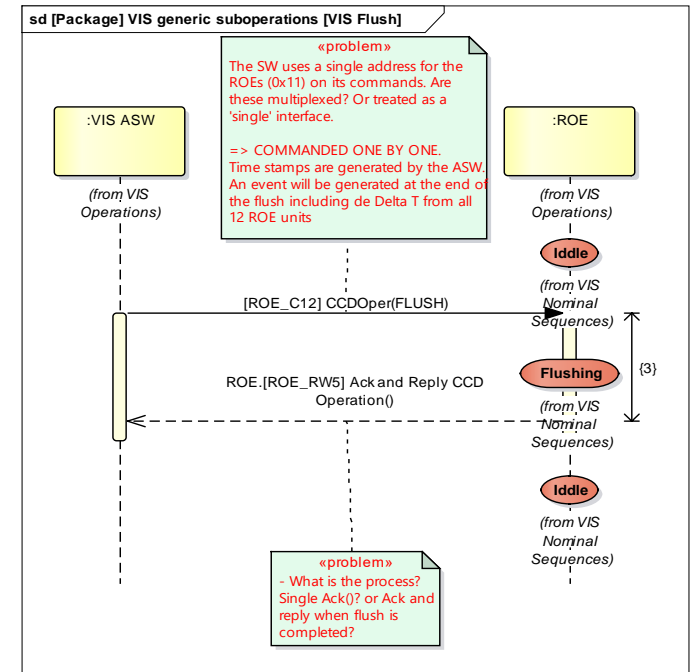 sd [Package] VIS generic suboperations [VIS Flush]
«problem»
The SW uses a single address for the
ROEs (0x11) on its commands. Are
these multiplexed? Or treated as a
'single' interface.
=> COMMANDED ONE BY ONE.
Time stamps are generated by the ASW.
An event will be generated at the end of
the flush including de Delta T from all
12 ROE units
:VIS ASW
(from VIS
Operations)
:ROE
(from VIS
Operations)
Iddle
(from VIS
Nominal
Sequences)
[ROE_C12] CCDOper(FLUSH)
{3}
Flushing
(from VIS
Nominal
Sequences)
ROE.[ROE_RW5] Ack and Reply CCD
Operation()
Iddle
(from VIS
Nominal
Sequences)
«problem»
- What is the process?
Single Ack()? or Ack and
reply when flush is
completed?